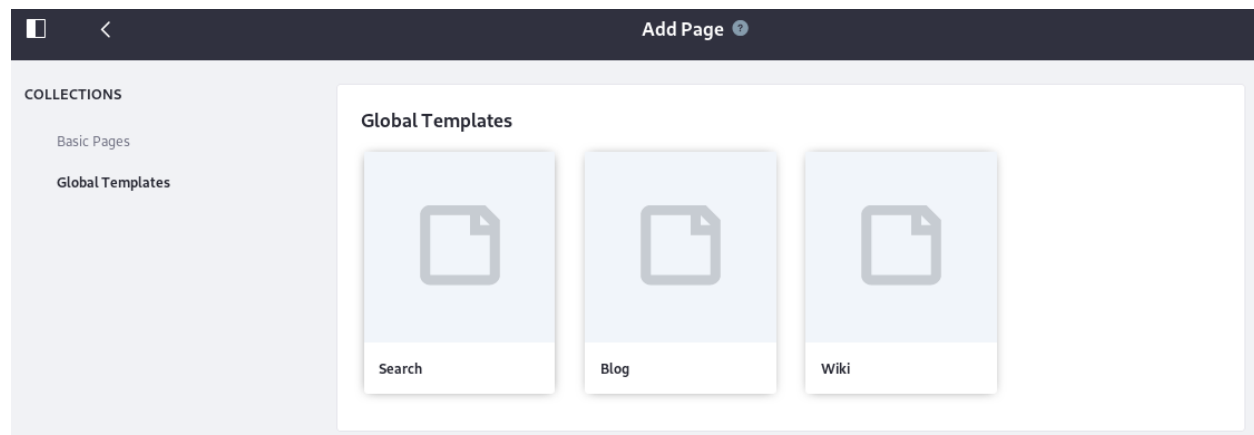 Add Page ?
COLLECTIONS
Basic Pages
Global Templates
Global Templates
Search
Blog
Wiki